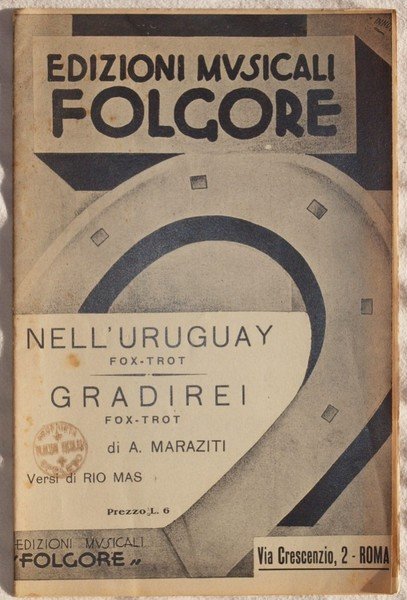 EDIZIONI MVSICALI
FOLGORE
NELL'URUGUAY
FOX-TROT
GRADIREI
FOX-TROT
di A. MARAZITI
Versi di RIO MAS
Prezzo L. 6
EDIZIONI MVSICALI
"FOLGORE"
Via Crescenzio, 2 - ROMA